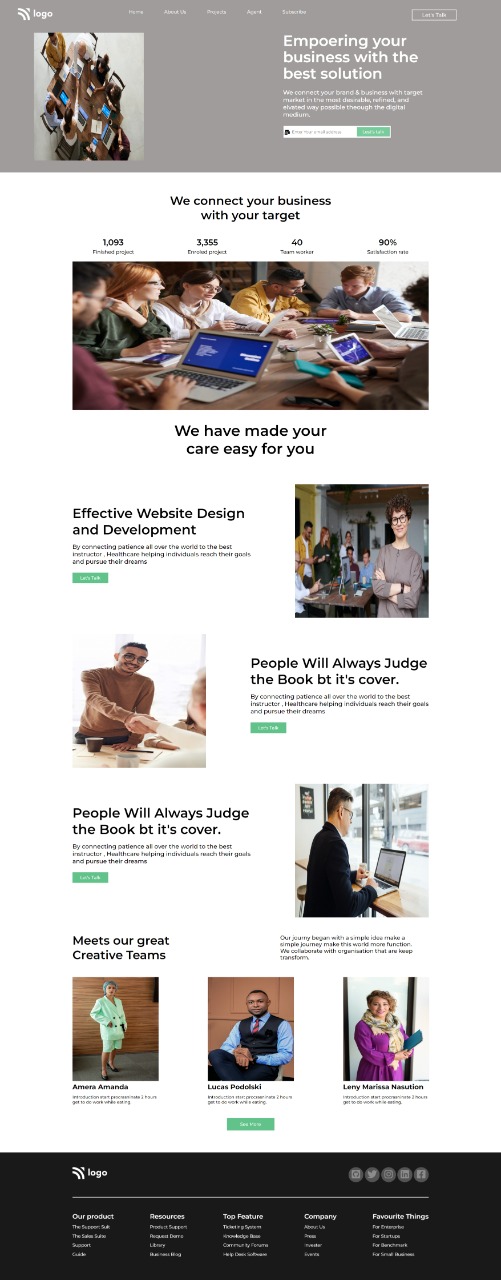 logo
Home About Us Projects Agent Subscribe
Let's Talk
Empoering your
business with the
best solution
We connect your brand & business with target
market in the most desirable, refined, and
elvated way possible theough the digital
medium.
Enter Your email address
Leat's Talk
We connect your business
with your target
1,093 3,355 40 90%
Finished project Enroled project Team worker Satisfaction rate
We have made your
care easy for you
Effective Website Design
and Development
By connecting patience all over the world to the best
instructor , Healthcare helping individuals reach their goals
and pursue their dreams
Let's Talk
People Will Always Judge
the Book bt it's cover.
By connecting patience all over the world to the best
instructor , Healthcare helping individuals reach their goals
and pursue their dreams
Let's Talk
People Will Always Judge
the Book bt it's cover.
By connecting patience all over the world to the best
instructor , Healthcare helping individuals reach their goals
and pursue their dreams
Let's Talk
Meets our great
Creative Teams
Our journy began with a simple idea make a
simple journey make this world more function.
We collaborate with organisation that are keep
transform.
Amera Amanda
Introduction start procrasninate 2 hours
get to do work while eating.
Lucas Podolski
Introduction start procrasninate 2 hours
get to do work while eating.
Leny Marissa Nasution
Introduction start procrasninate 2 hours
get to do work while eating.
See More
logo
Our product Resources Top Feature Company Favourite Things
The Support Suit Product Support Ticketing System About Us For Enterprise
The Sales Suite Request Demo Knowledge Base Press For Startups
Support Library Community Forums Invester For Benchmark
Guide Business Blog Help Desk Software Events For Small Business